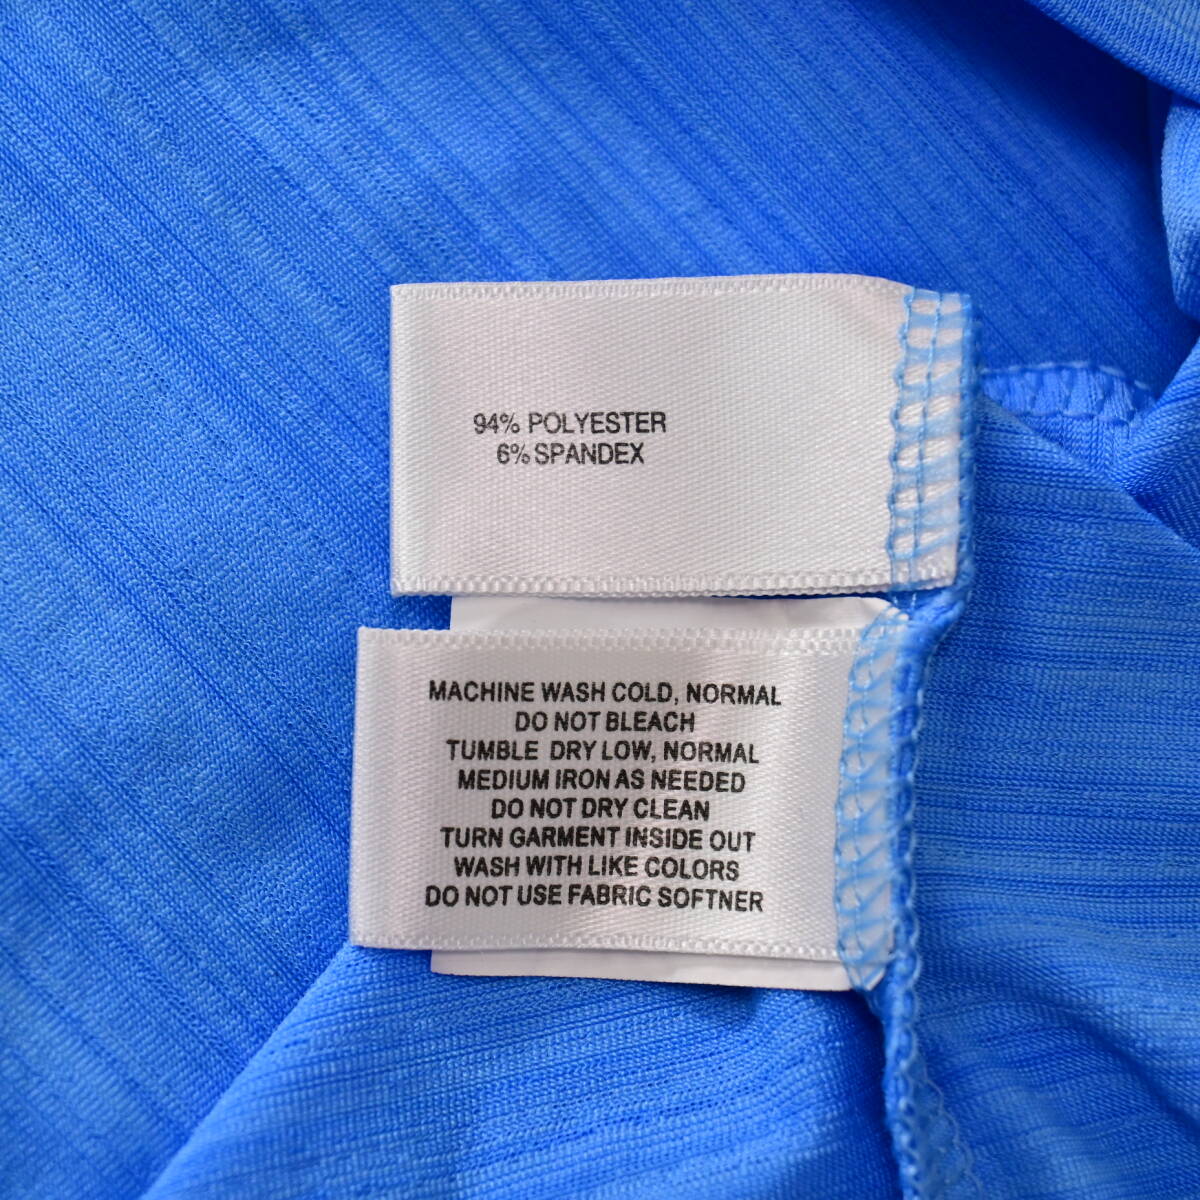 94% POLYESTER
6% SPANDEX
MACHINE WASH COLD, NORMAL
DO NOT BLEACH
TUMBLE DRY LOW, NORMAL
MEDIUM IRON AS NEEDED
DO NOT DRY CLEAN
TURN GARMENT INSIDE OUT
WASH WITH LIKE COLORS
DO NOT USE FABRIC SOFTNER